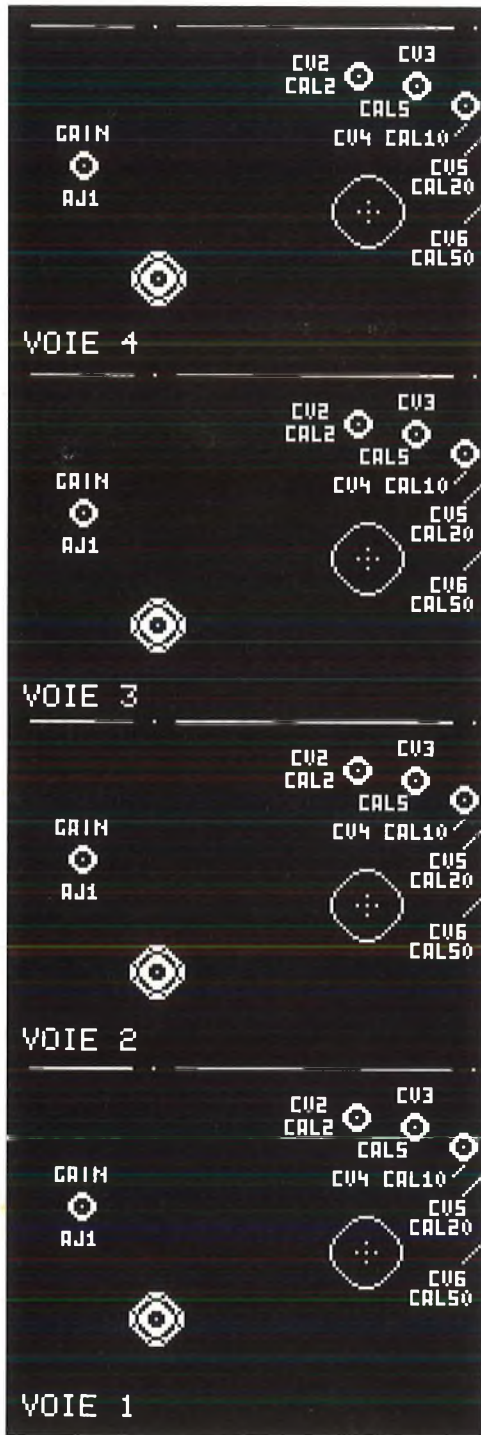 CV3
CV2
CAL2
CAL5
CV4 CAL10
GAIN
CV5
CAL20
AJ1
CV6
CAL50
VOIE 4
CV3
CV2
CAL2
CAL5
CV4 CAL10
GAIN
CV5
CAL20
AJ1
CV6
CAL50
VOIE 3
CV3
CV2
CAL2
CAL5
CV4 CAL10
GAIN
CV5
CAL20
AJ1
CV6
CAL50
VOIE 2
CV3
CV2
CAL2
CAL5
CV4 CAL10
GAIN
CV5
CAL20
AJ1
CV6
CAL50
VOIE 1